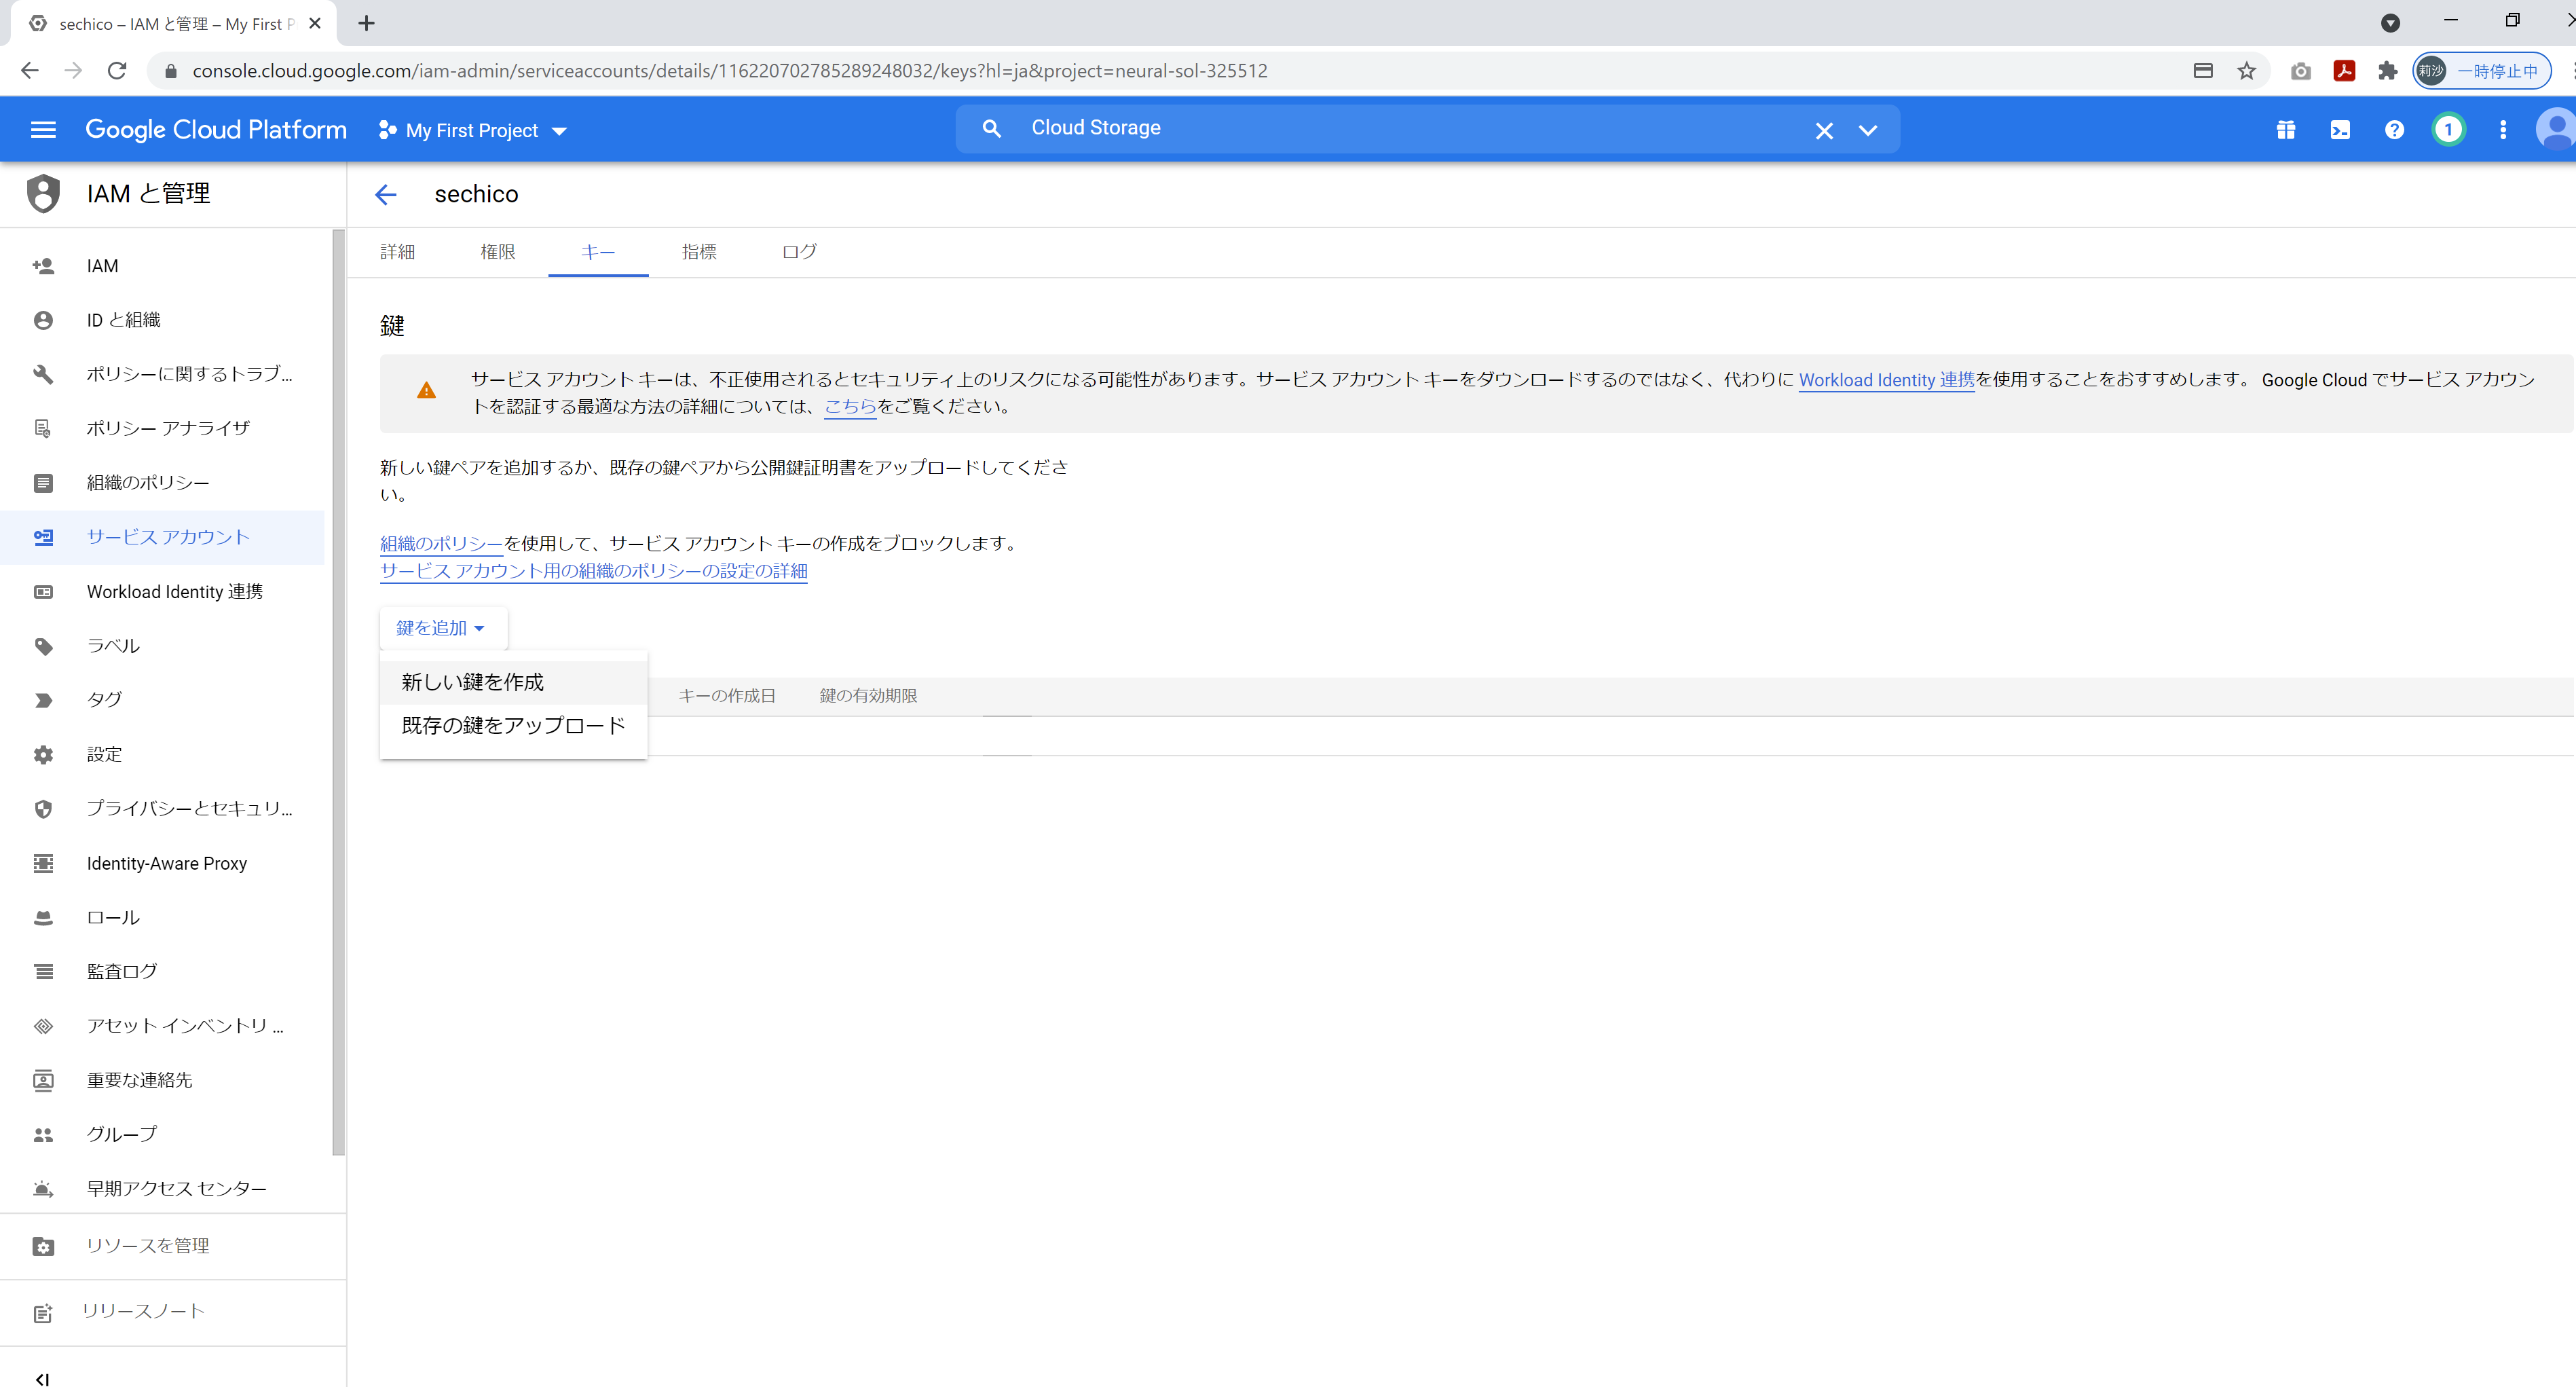 sechico – IAM と管理 – My First P
console.cloud.google.com/iam-admin/serviceaccounts/details/116220702785289248032/keys?hl=ja&project=neural-sol-325512
莉沙 一時停止中
Google Cloud Platform
My First Project
Cloud Storage
1
IAM と管理
sechico
詳細 権限 キー 指標 ログ
IAM
ID と組織
ポリシーに関するトラブ...
ポリシー アナライザ
組織のポリシー
サービス アカウント
Workload Identity 連携
ラベル
タグ
設定
プライバシーとセキュリ...
Identity-Aware Proxy
ロール
監査ログ
アセット インベントリ ...
重要な連絡先
グループ
早期アクセス センター
リソースを管理
リリースノート
鍵
サービス アカウント キーは、不正使用されるとセキュリティ上のリスクになる可能性があります。サービス アカウント キーをダウンロードするのではなく、代わりに Workload Identity 連携を使用することをおすすめします。 Google Cloud でサービス アカウン
トを認証する最適な方法の詳細については、こちらをご覧ください。
新しい鍵ペアを追加するか、既存の鍵ペアから公開鍵証明書をアップロードしてくださ
い。
組織のポリシーを使用して、サービス アカウント キーの作成をブロックします。
サービス アカウント用の組織のポリシーの設定の詳細
鍵を追加
新しい鍵を作成
既存の鍵をアップロード
キーの作成日 鍵の有効期限